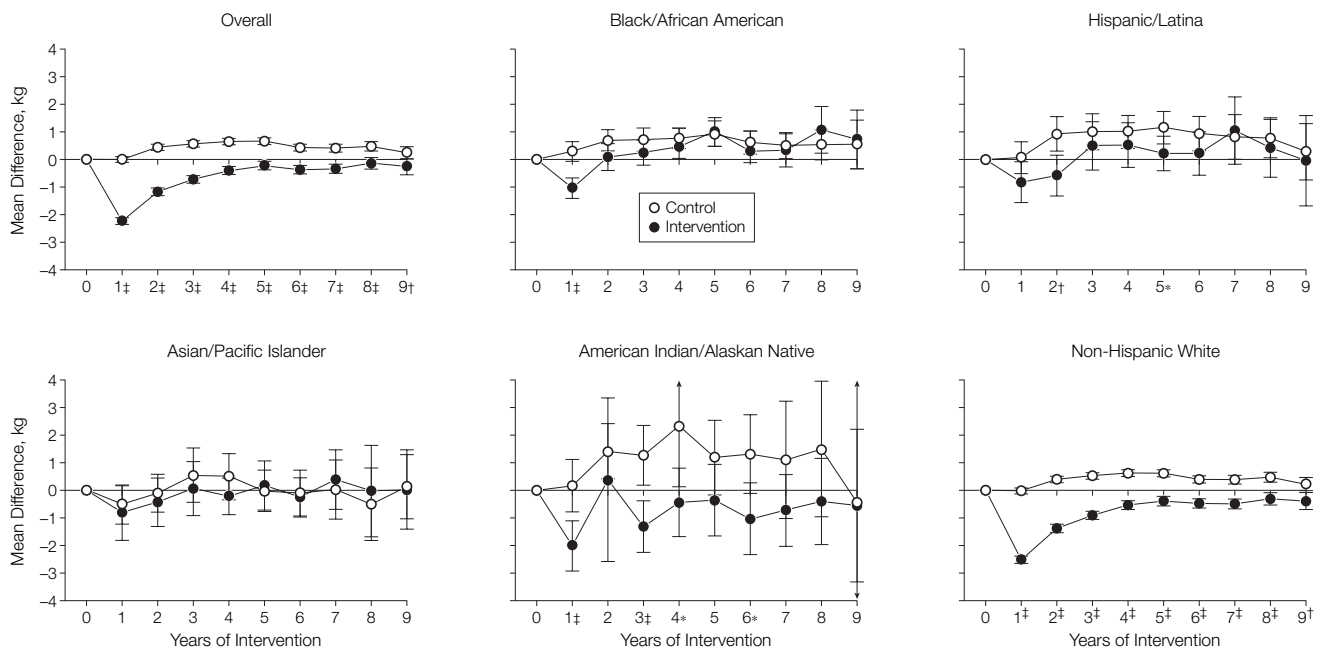 Overall
Black/African American
Hispanic/Latina
4
3
2
1
0
–1
–2
–3
–4
Mean Difference, kg
Control
Intervention
0 1‡ 2‡ 3‡ 4‡ 5‡ 6‡ 7‡ 8‡ 9†
0 1‡ 2 3 4 5 6 7 8 9
0 1 2† 3 4 5* 6 7 8 9
Asian/Pacific Islander
American Indian/Alaskan Native
Non-Hispanic White
4
3
2
1
0
–1
–2
–3
–4
Mean Difference, kg
0 1 2 3 4 5 6 7 8 9
0 1‡ 2 3‡ 4* 5 6* 7 8 9
0 1‡ 2‡ 3‡ 4‡ 5‡ 6‡ 7‡ 8‡ 9†
Years of Intervention
Years of Intervention
Years of Intervention